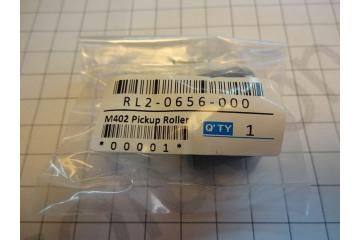 RL2-0656-000
M402 Pickup Roller
Q'TY 1
*00001*